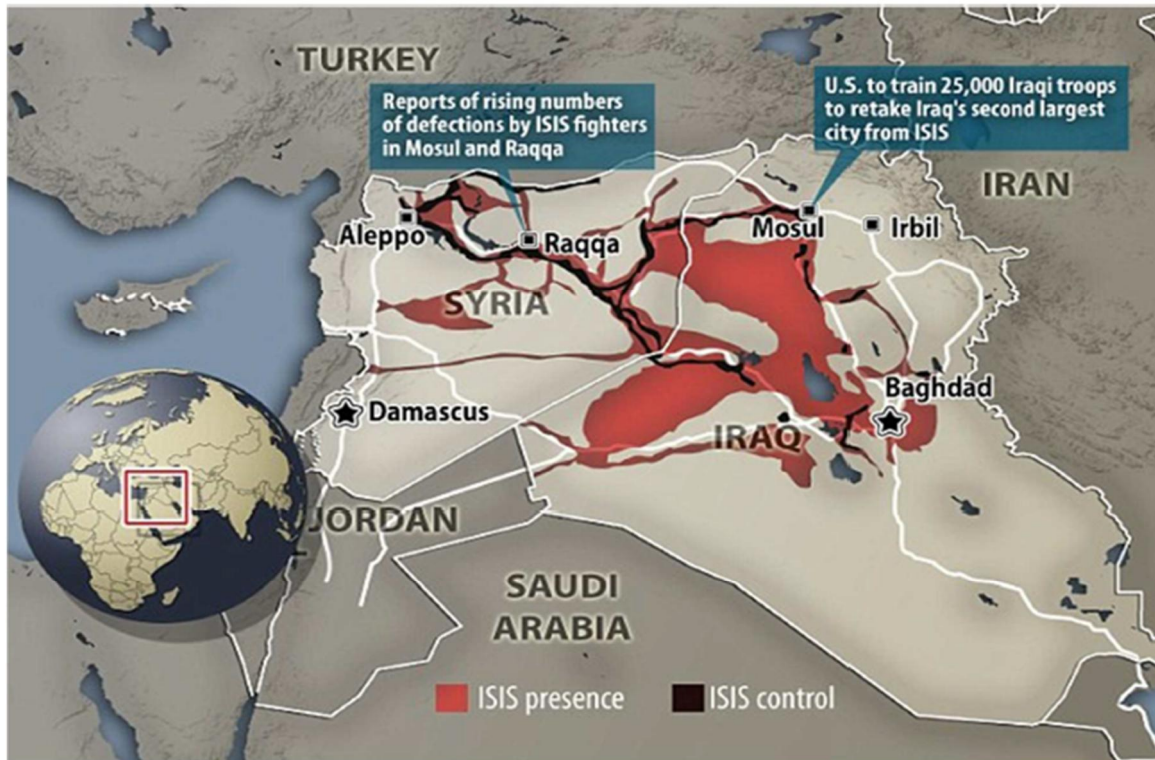 TURKEY
Reports of rising numbers
of defections by ISIS fighters
in Mosul and Raqqa
U.S. to train 25,000 Iraqi troops
to retake Iraq's second largest
city from ISIS
IRAN
Aleppo
Raqqa
Mosul
Irbil
SYRIA
Baghdad
Damascus
IRAQ
JORDAN
SAUDI
ARABIA
ISIS presence
ISIS control